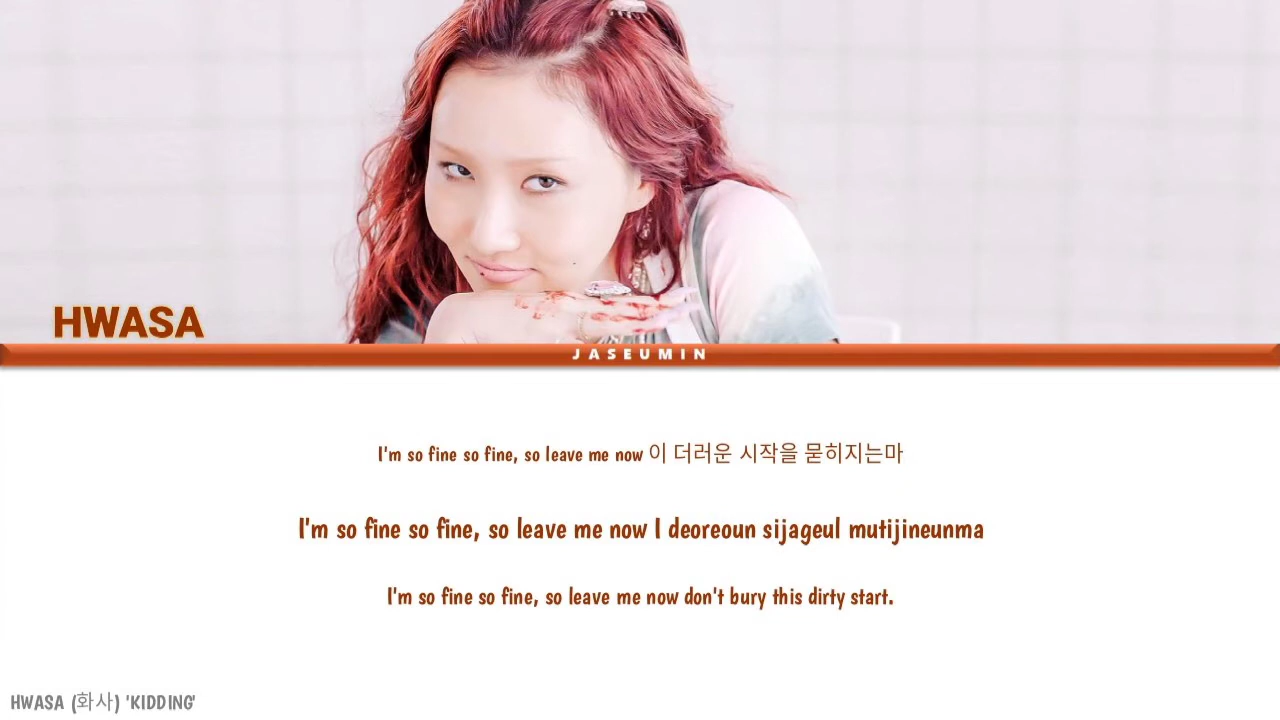 HWASA
JASEUMIN
I'm so fine so fine, so leave me now 이 더러운 시작을 묻히지는마
I'm so fine so fine, so leave me now I deoreoun sijageul mutijineunma
I'm so fine so fine, so leave me now don't bury this dirty start.
HWASA (화사) 'KIDDING'